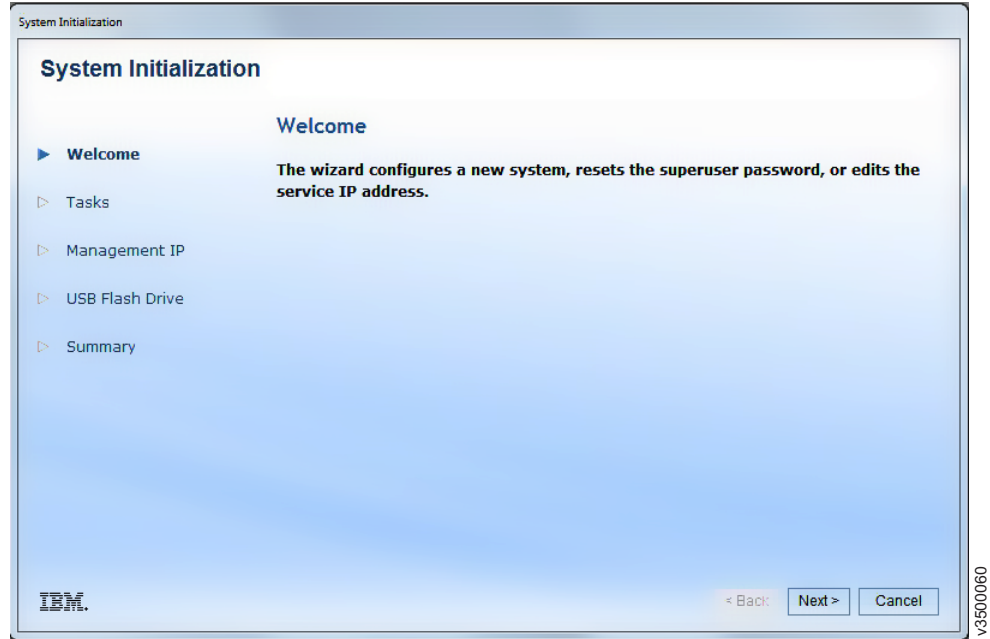 System Initialization
System Initialization
Welcome
Tasks
Management IP
USB Flash Drive
Summary
Welcome
The wizard configures a new system, resets the superuser password, or edits the
service IP address.
IBM.
< Back
Next >
Cancel
v3500060